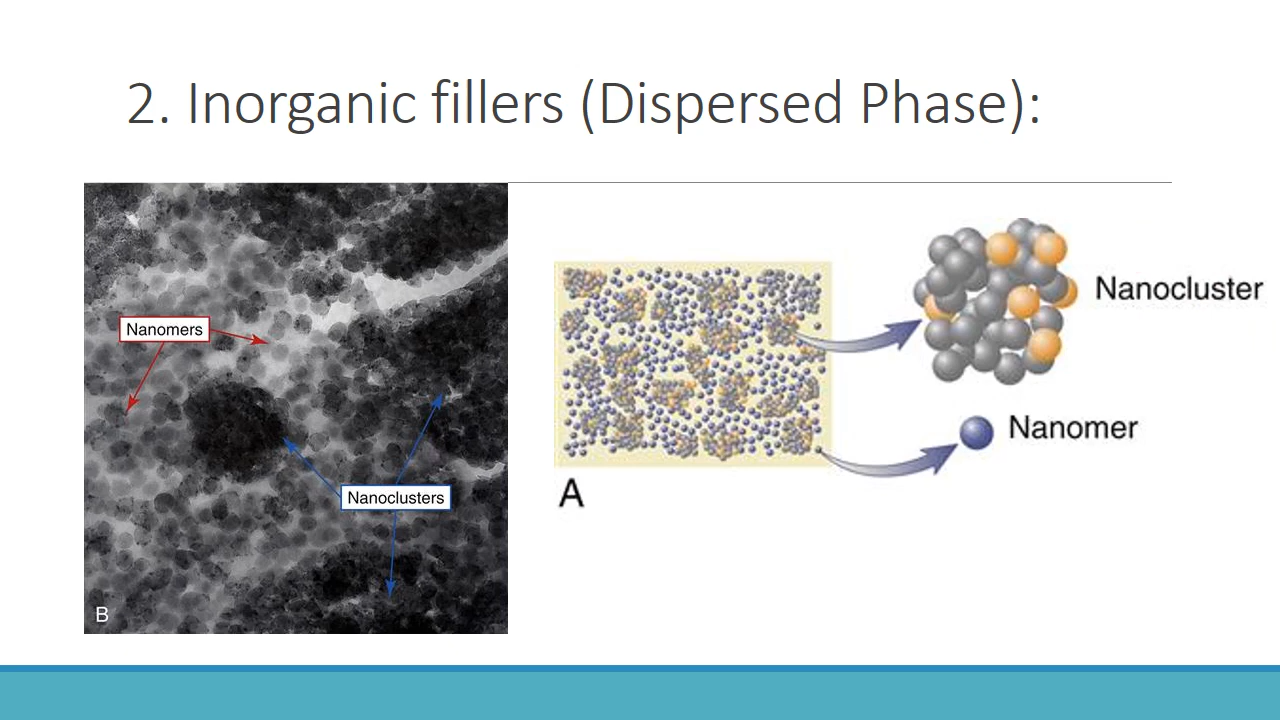 2. Inorganic fillers (Dispersed Phase):
Nanomers
Nanoclusters
B
Nanocluster
Nanomer
A